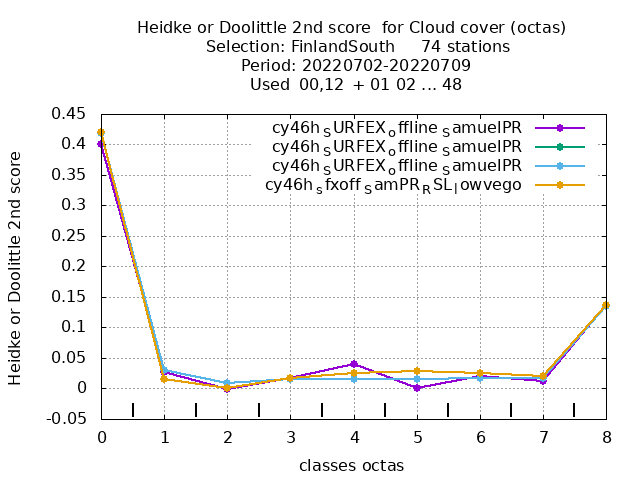 Heidke or Doolittle 2nd score  for Cloud cover (octas)
Selection: FinlandSouth     74 stations
Period: 20220702-20220709
Used  00,12  + 01 02 ... 48
cy46h_SURFEX_offline_SamuelPR
cy46h_SURFEX_offline_SamuelPR
cy46h_SURFEX_offline_SamuelPR
cy46h_sfxoff_SamPR_RSL_lowvego
Heidke or Doolittle 2nd score
0.45
0.4
0.35
0.3
0.25
0.2
0.15
0.1
0.05
0
-0.05
0 1 2 3 4 5 6 7 8
classes octas